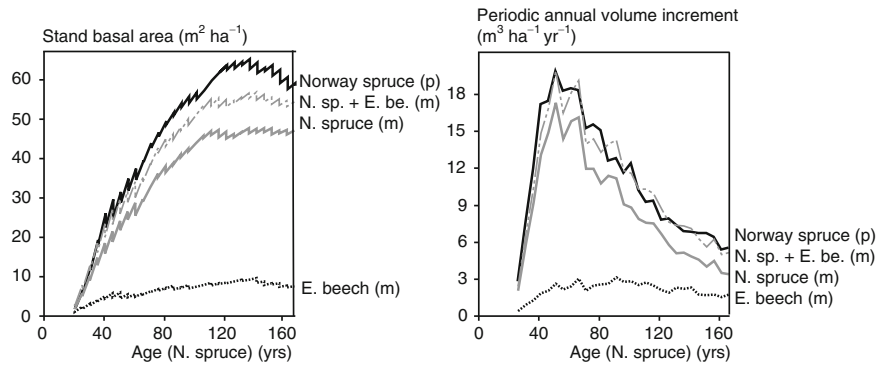 Stand basal area (m² ha⁻¹)
60
50
40
30
20
10
0
0 40 80 120 160
Age (N. spruce) (yrs)
Norway spruce (p)
N. sp. + E. be. (m)
N. spruce (m)
E. beech (m)
Periodic annual volume increment
(m³ ha⁻¹ yr⁻¹)
18
15
12
9
6
3
0
0 40 80 120 160
Age (N. spruce) (yrs)
Norway spruce (p)
N. sp. + E. be. (m)
N. spruce (m)
E. beech (m)